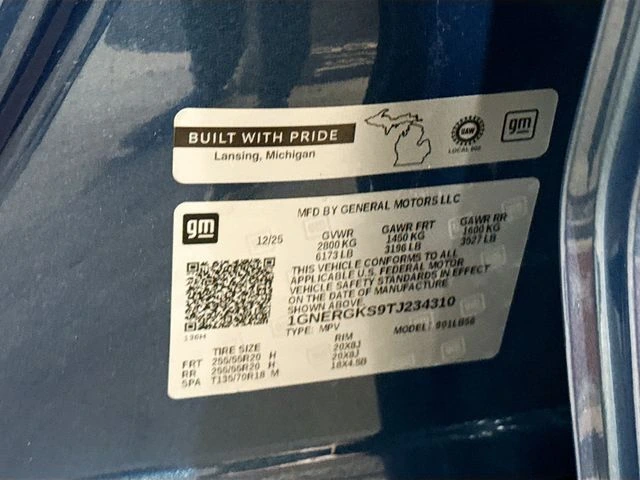 BUILT WITH PRIDE
Lansing, Michigan
UAW
LOCAL 602
gm
gm
MFD BY GENERAL MOTORS LLC
12/25 GVWR GAWR FRT GAWR RR
2800 KG 1450 KG 1600 KG
6173 LB 3196 LB 3527 LB
THIS VEHICLE CONFORMS TO ALL
APPLICABLE U.S. FEDERAL MOTOR
VEHICLE SAFETY STANDARDS IN EFFECT
ON THE DATE OF MANUFACTURE
1GNERGKS9TJ234310
TYPE: MPV MODEL:
TIRE SIZE RIM
FRT 255/55R20 H 20X8J
RR 255/55R20 H 20X8J
SPA T135/70R18 M 18X4.5B